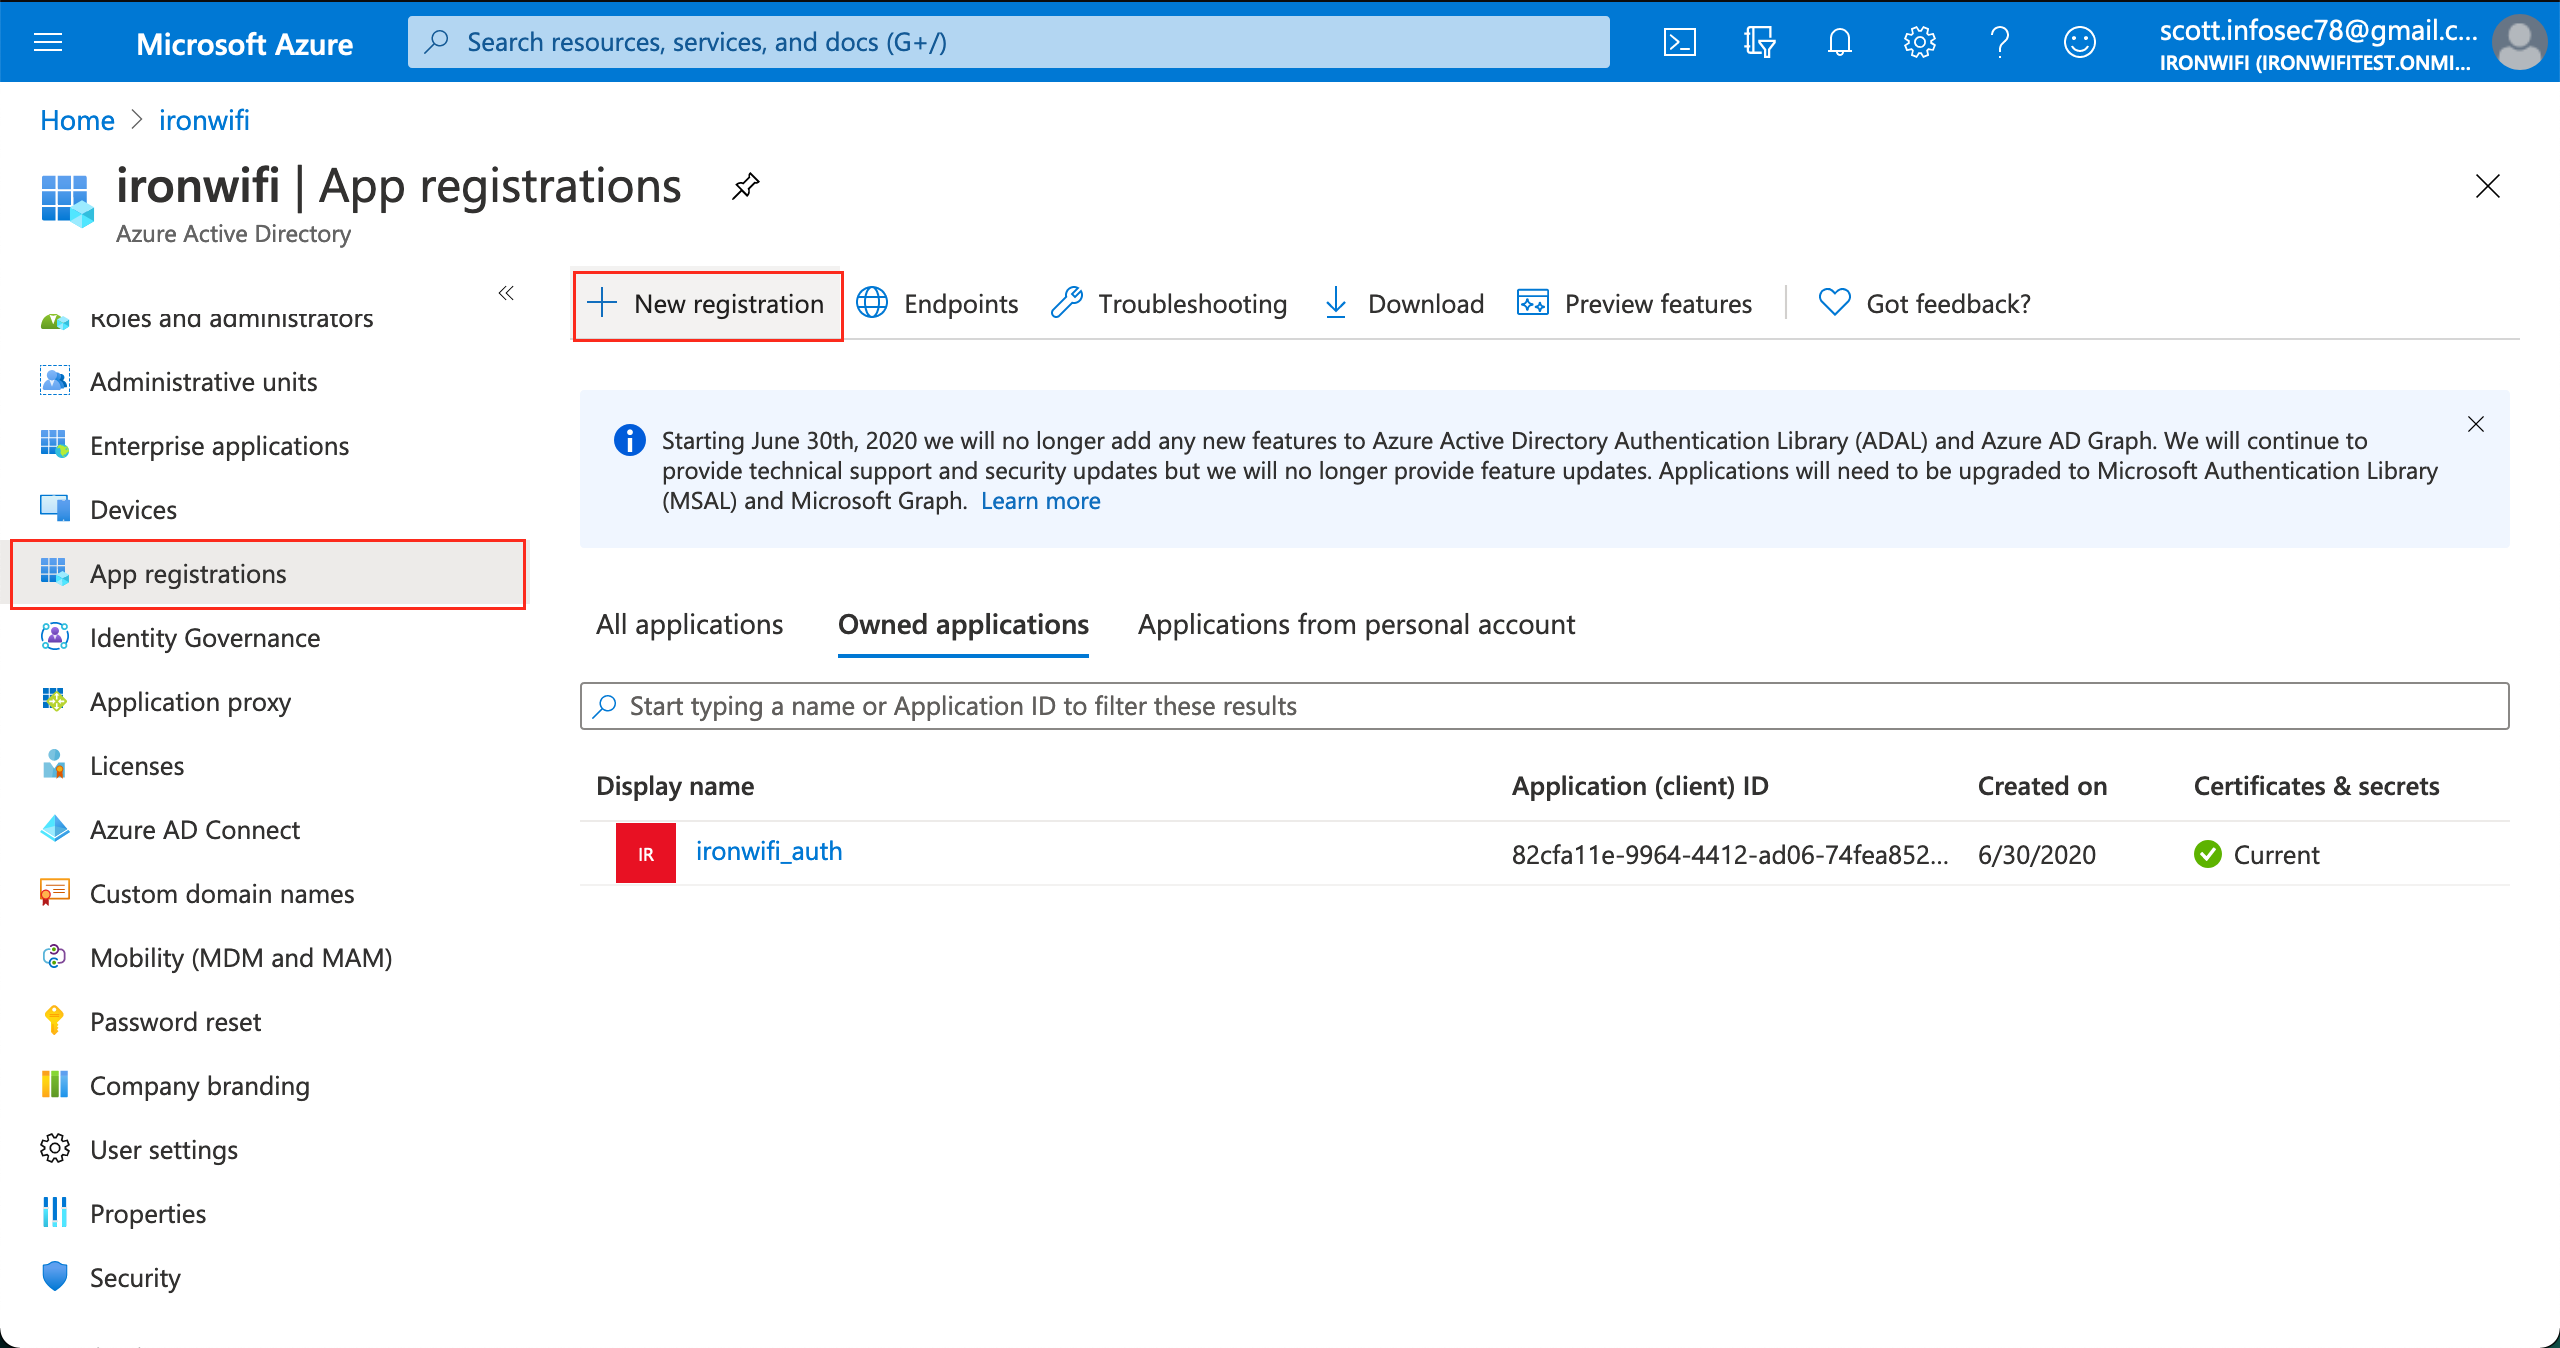 Microsoft Azure
Search resources, services, and docs (G+/)
scott.infosec78@gmail.c...
IRONWIFI (IRONWIFITEST.ONMI...
Home > ironwifi
ironwifi | App registrations
Azure Active Directory
«
Roles and administrators
Administrative units
Enterprise applications
Devices
App registrations
Identity Governance
Application proxy
Licenses
Azure AD Connect
Custom domain names
Mobility (MDM and MAM)
Password reset
Company branding
User settings
Properties
Security
New registration
Endpoints
Troubleshooting
Download
Preview features
Got feedback?
Starting June 30th, 2020 we will no longer add any new features to Azure Active Directory Authentication Library (ADAL) and Azure AD Graph. We will continue to
provide technical support and security updates but we will no longer provide feature updates. Applications will need to be upgraded to Microsoft Authentication Library
(MSAL) and Microsoft Graph. Learn more
All applications
Owned applications
Applications from personal account
Start typing a name or Application ID to filter these results
Display name
Application (client) ID
Created on
Certificates & secrets
IR
ironwifi_auth
82cfa11e-9964-4412-ad06-74fea852...
6/30/2020
Current